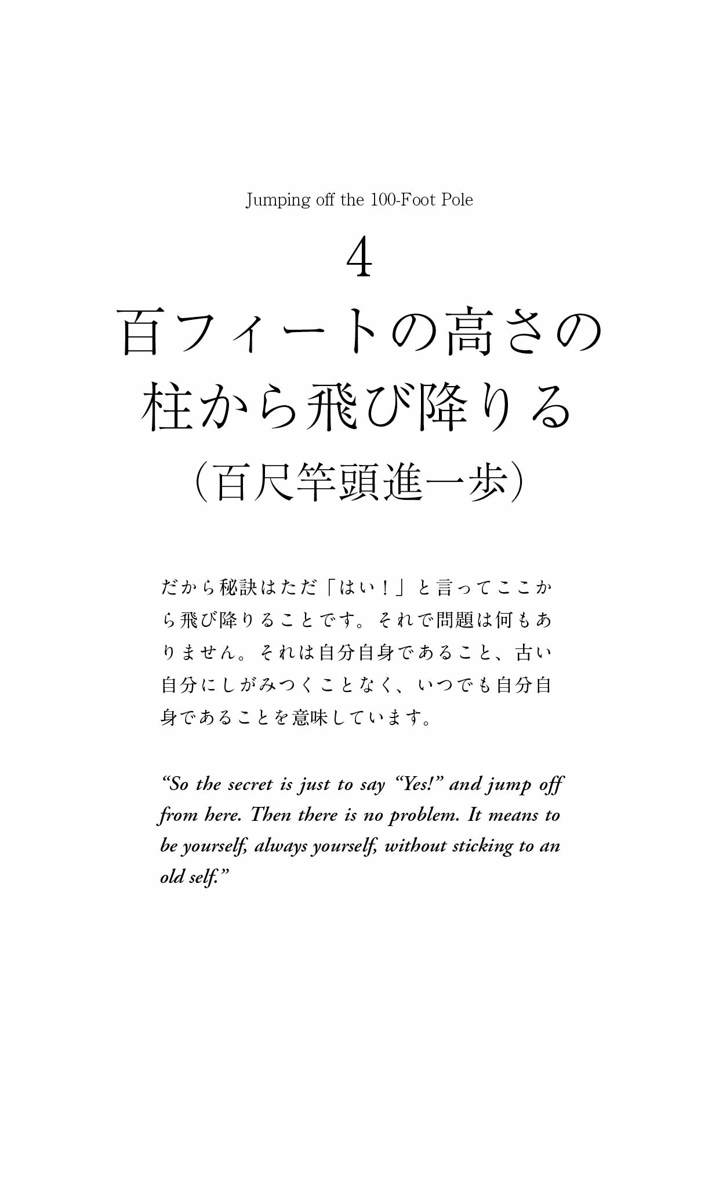 Jumping off the 100-Foot Pole
4
百フィートの高さの
柱から飛び降りる
（百尺竿頭進一歩）
だから秘訣はただ「はい！」と言ってここか
ら飛び降りることです。それで問題は何もあ
りません。それは自分自身であること、古い
自分にしがみつくことなく、いつでも自分自
身であることを意味しています。
“So the secret is just to say “Yes!” and jump off
from here. Then there is no problem. It means to
be yourself, always yourself, without sticking to an
old self.”